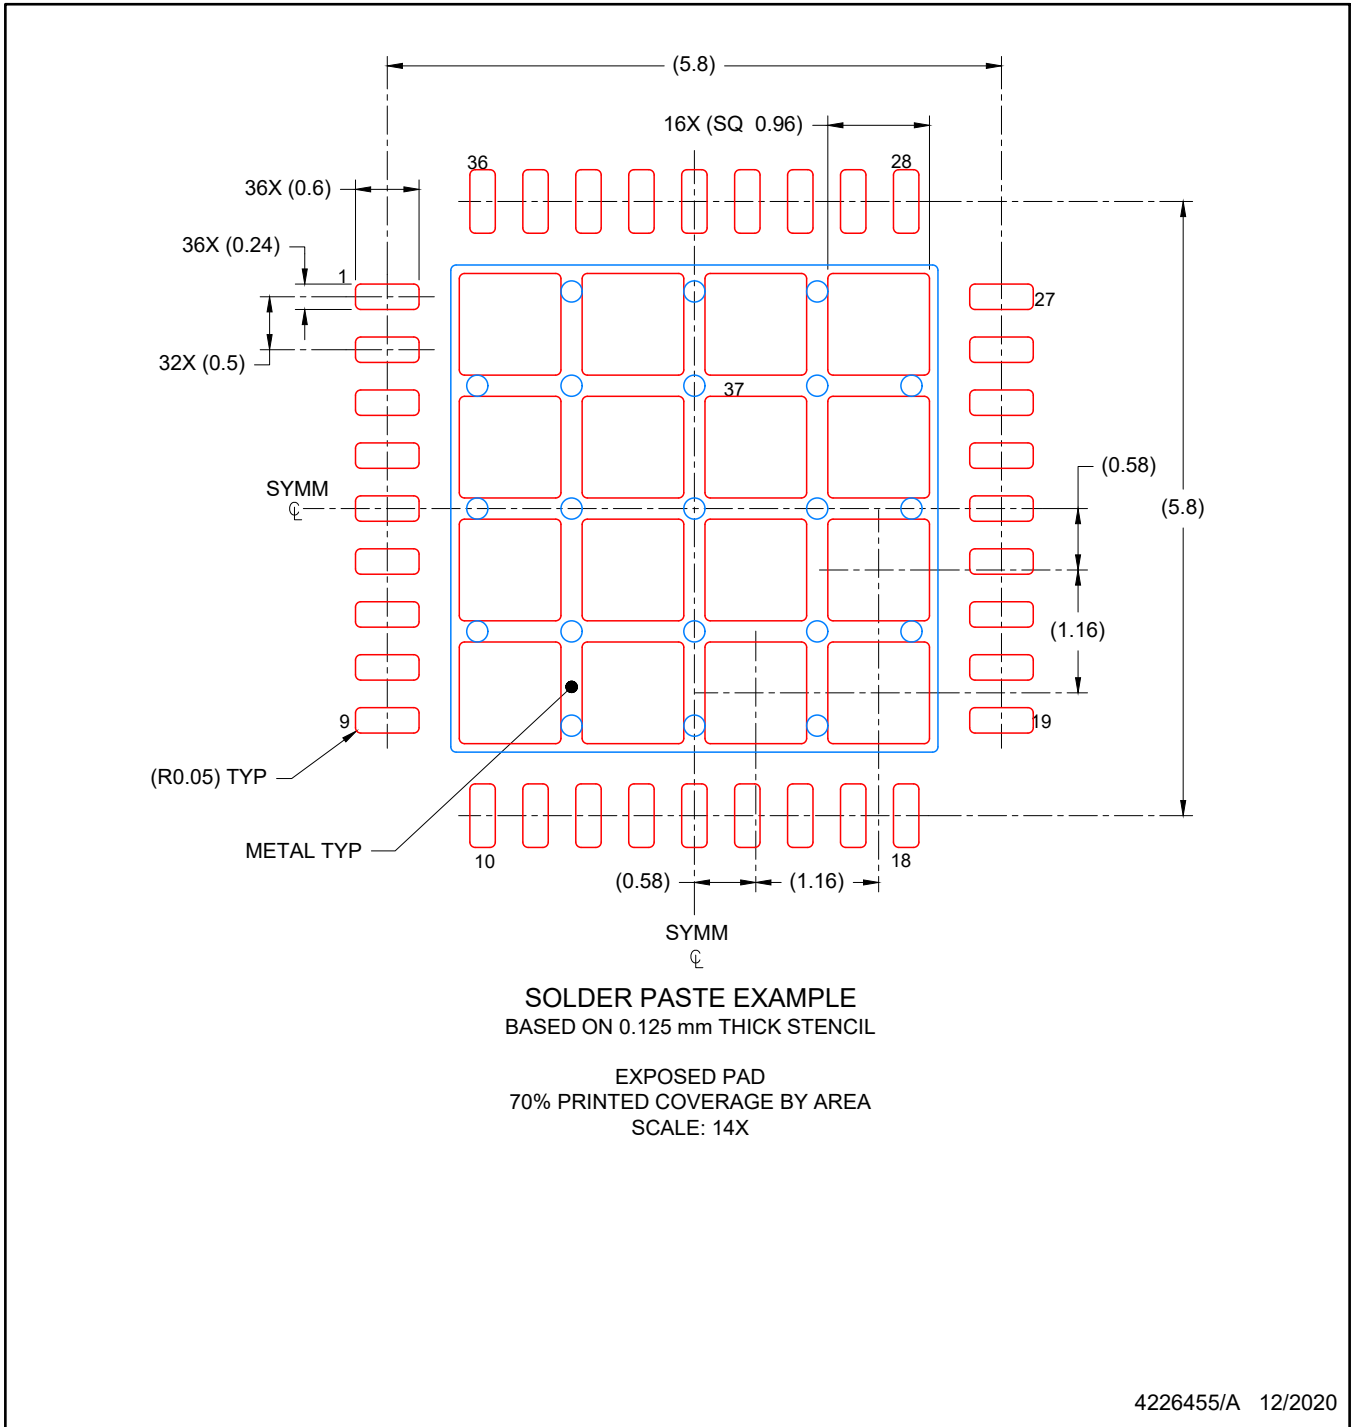 (5.8)
16X (SQ 0.96)
36
28
36X (0.6)
36X (0.24)
1
27
32X (0.5)
37
(0.58)
SYMM
℄
(5.8)
(1.16)
9
19
(R0.05) TYP
METAL TYP
10
18
(0.58)
(1.16)
SYMM
℄
SOLDER PASTE EXAMPLE
BASED ON 0.125 mm THICK STENCIL
EXPOSED PAD
70% PRINTED COVERAGE BY AREA
SCALE: 14X
4226455/A 12/2020